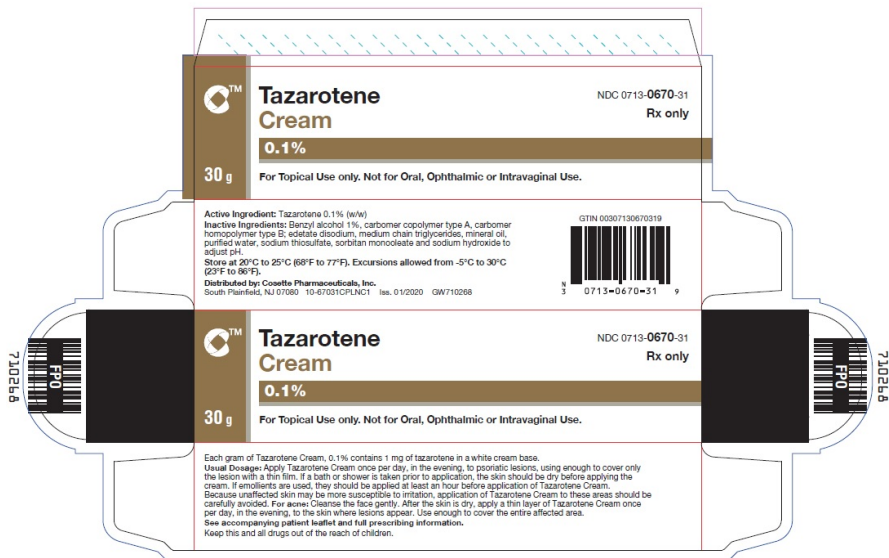 TM
Tazarotene
Cream
0.1%
30 g
For Topical Use only. Not for Oral, Ophthalmic or Intravaginal Use.
NDC 0713-0670-31
Rx only
Active Ingredient: Tazarotene 0.1% (w/w)
Inactive Ingredients: Benzyl alcohol 1%, carbomer copolymer type A, carbomer
homopolymer type B; edetate disodium, medium chain triglycerides, mineral oil,
purified water, sodium thiosulfate, sorbitan monooleate and sodium hydroxide to
adjust pH.
Store at 20°C to 25°C (68°F to 77°F). Excursions allowed from -5°C to 30°C
(23°F to 86°F).
Distributed by: Cosette Pharmaceuticals, Inc.
South Plainfield, NJ 07080 10-67031CPLNC1 Iss. 01/2020 GW710268
GTIN 00307130670319
N
3 0713-0670-31 9
TM
Tazarotene
Cream
0.1%
30 g
For Topical Use only. Not for Oral, Ophthalmic or Intravaginal Use.
NDC 0713-0670-31
Rx only
710268
FPO
FPO
710268
Each gram of Tazarotene Cream, 0.1% contains 1 mg of tazarotene in a white cream base.
Usual Dosage: Apply Tazarotene Cream once per day, in the evening, to psoriatic lesions, using enough to cover only
the lesion with a thin film. If a bath or shower is taken prior to application, the skin should be dry before applying the
cream. If emollients are used, they should be applied at least an hour before application of Tazarotene Cream.
Because unaffected skin may be more susceptible to irritation, application of Tazarotene Cream to these areas should be
carefully avoided. For acne: Cleanse the face gently. After the skin is dry, apply a thin layer of Tazarotene Cream once
per day, in the evening, to the skin where lesions appear. Use enough to cover the entire affected area.
See accompanying patient leaflet and full prescribing information.
Keep this and all drugs out of the reach of children.